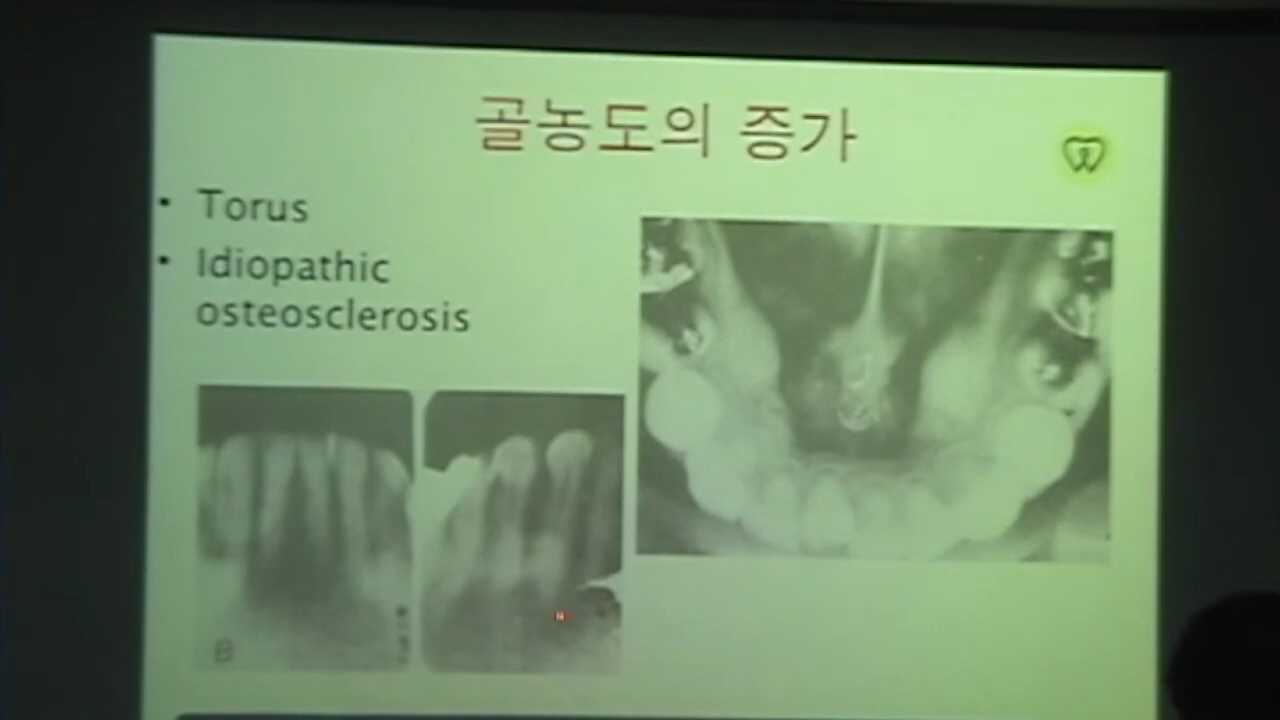 골농도의 증가
• Torus
• Idiopathic
osteosclerosis
B